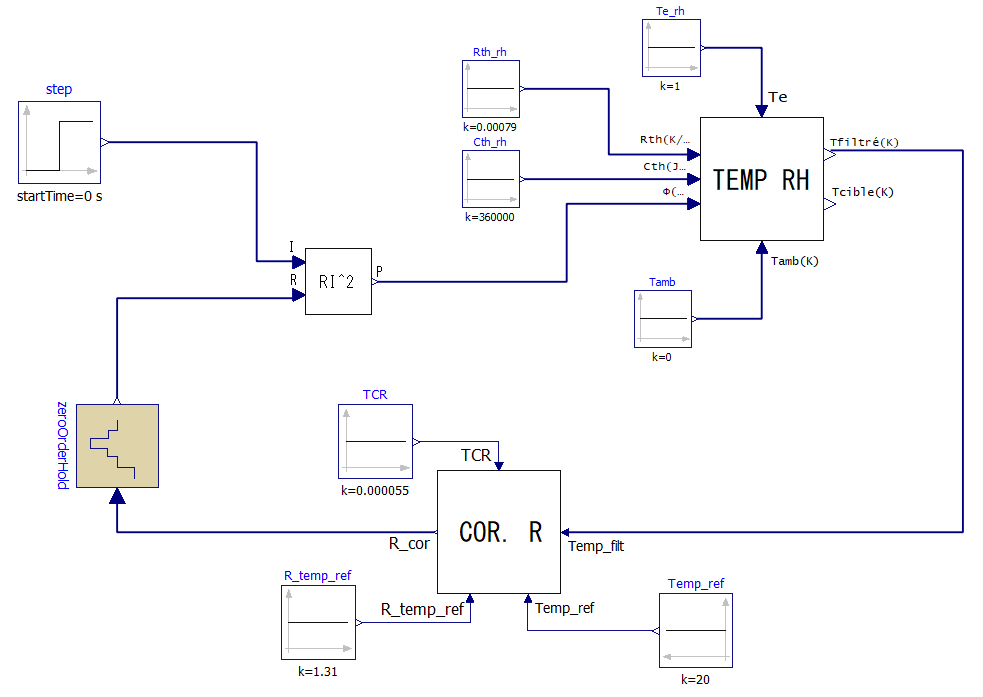 Te_rh
k=1
Te
Rth_rh
k=0.00079
Cth_rh
k=360000
step
startTime=0 s
Rth(K/...
Cth(J...
Φ(...
TEMP RH
Tfiltré(K)
Tcible(K)
Tamb(K)
Tamb
k=0
I
R
RI^2
P
zeroOrderHold
TCR
k=0.000055
TCR
COR. R
R_cor
Temp_filt
R_temp_ref
k=1.31
R_temp_ref
Temp_ref
Temp_ref
k=20